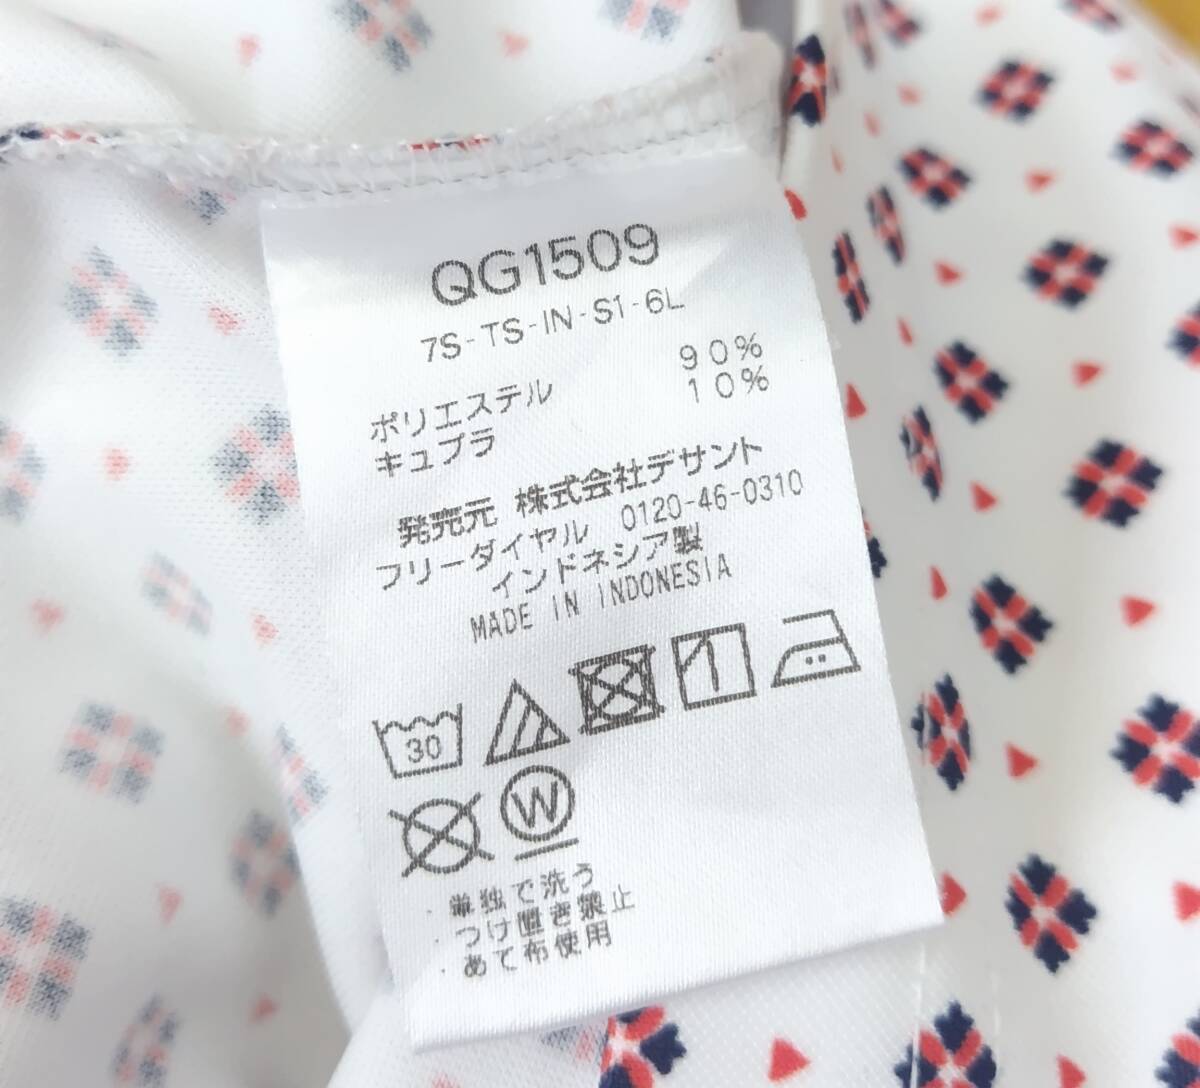 QG1509
7S-TS-IN-S1-6L
ポリエステル 90%
キュプラ 10%
発売元 株式会社デサント
フリーダイヤル 0120-46-0310
インドネシア製
MADE IN INDONESIA
30
W
・単独で洗う
・つけ置き禁止
・あて布使用